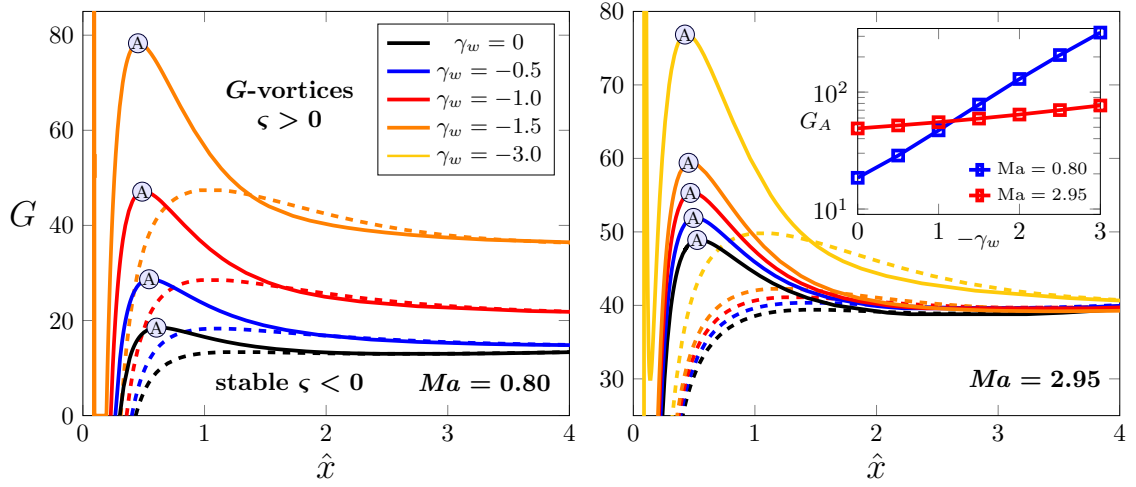 G
80
60
40
20
0
A
A
A
A
G-vortices
ς > 0
γw = 0
γw = −0.5
γw = −1.0
γw = −1.5
γw = −3.0
stable ς < 0
Ma = 0.80
0
1
2
3
4
x̂
80
70
60
50
40
30
A
A
A
A
A
GA
10²
10¹
Ma = 0.80
Ma = 2.95
0
1
−γw
2
3
Ma = 2.95
0
1
2
3
4
x̂